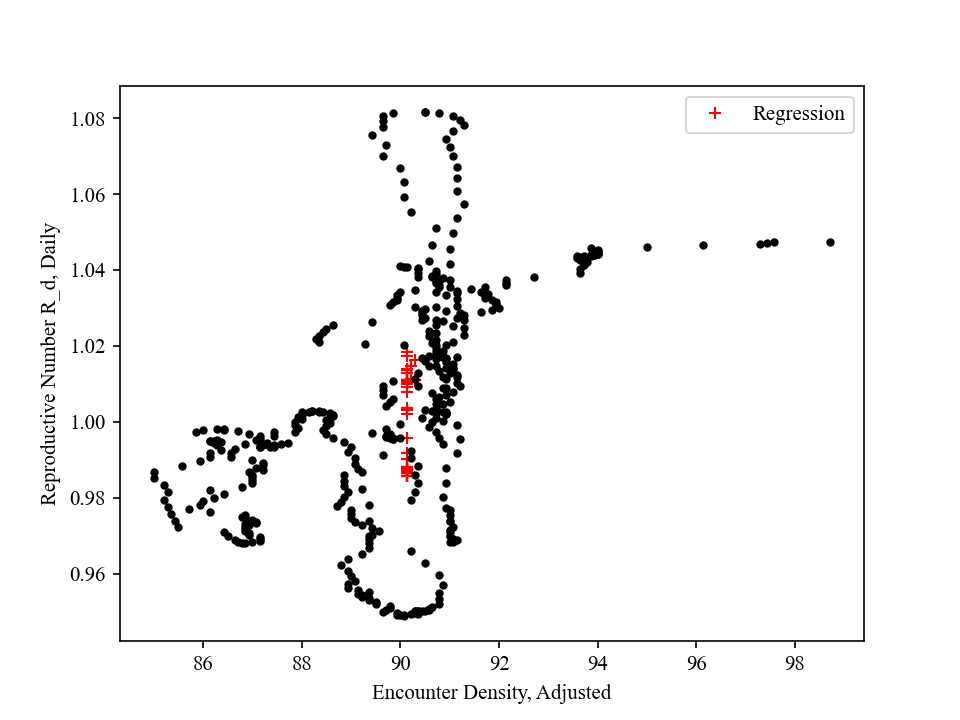 Regression
1.08
1.06
1.04
1.02
1.00
0.98
0.96
Reproductive Number R_d, Daily
86 88 90 92 94 96 98
Encounter Density, Adjusted